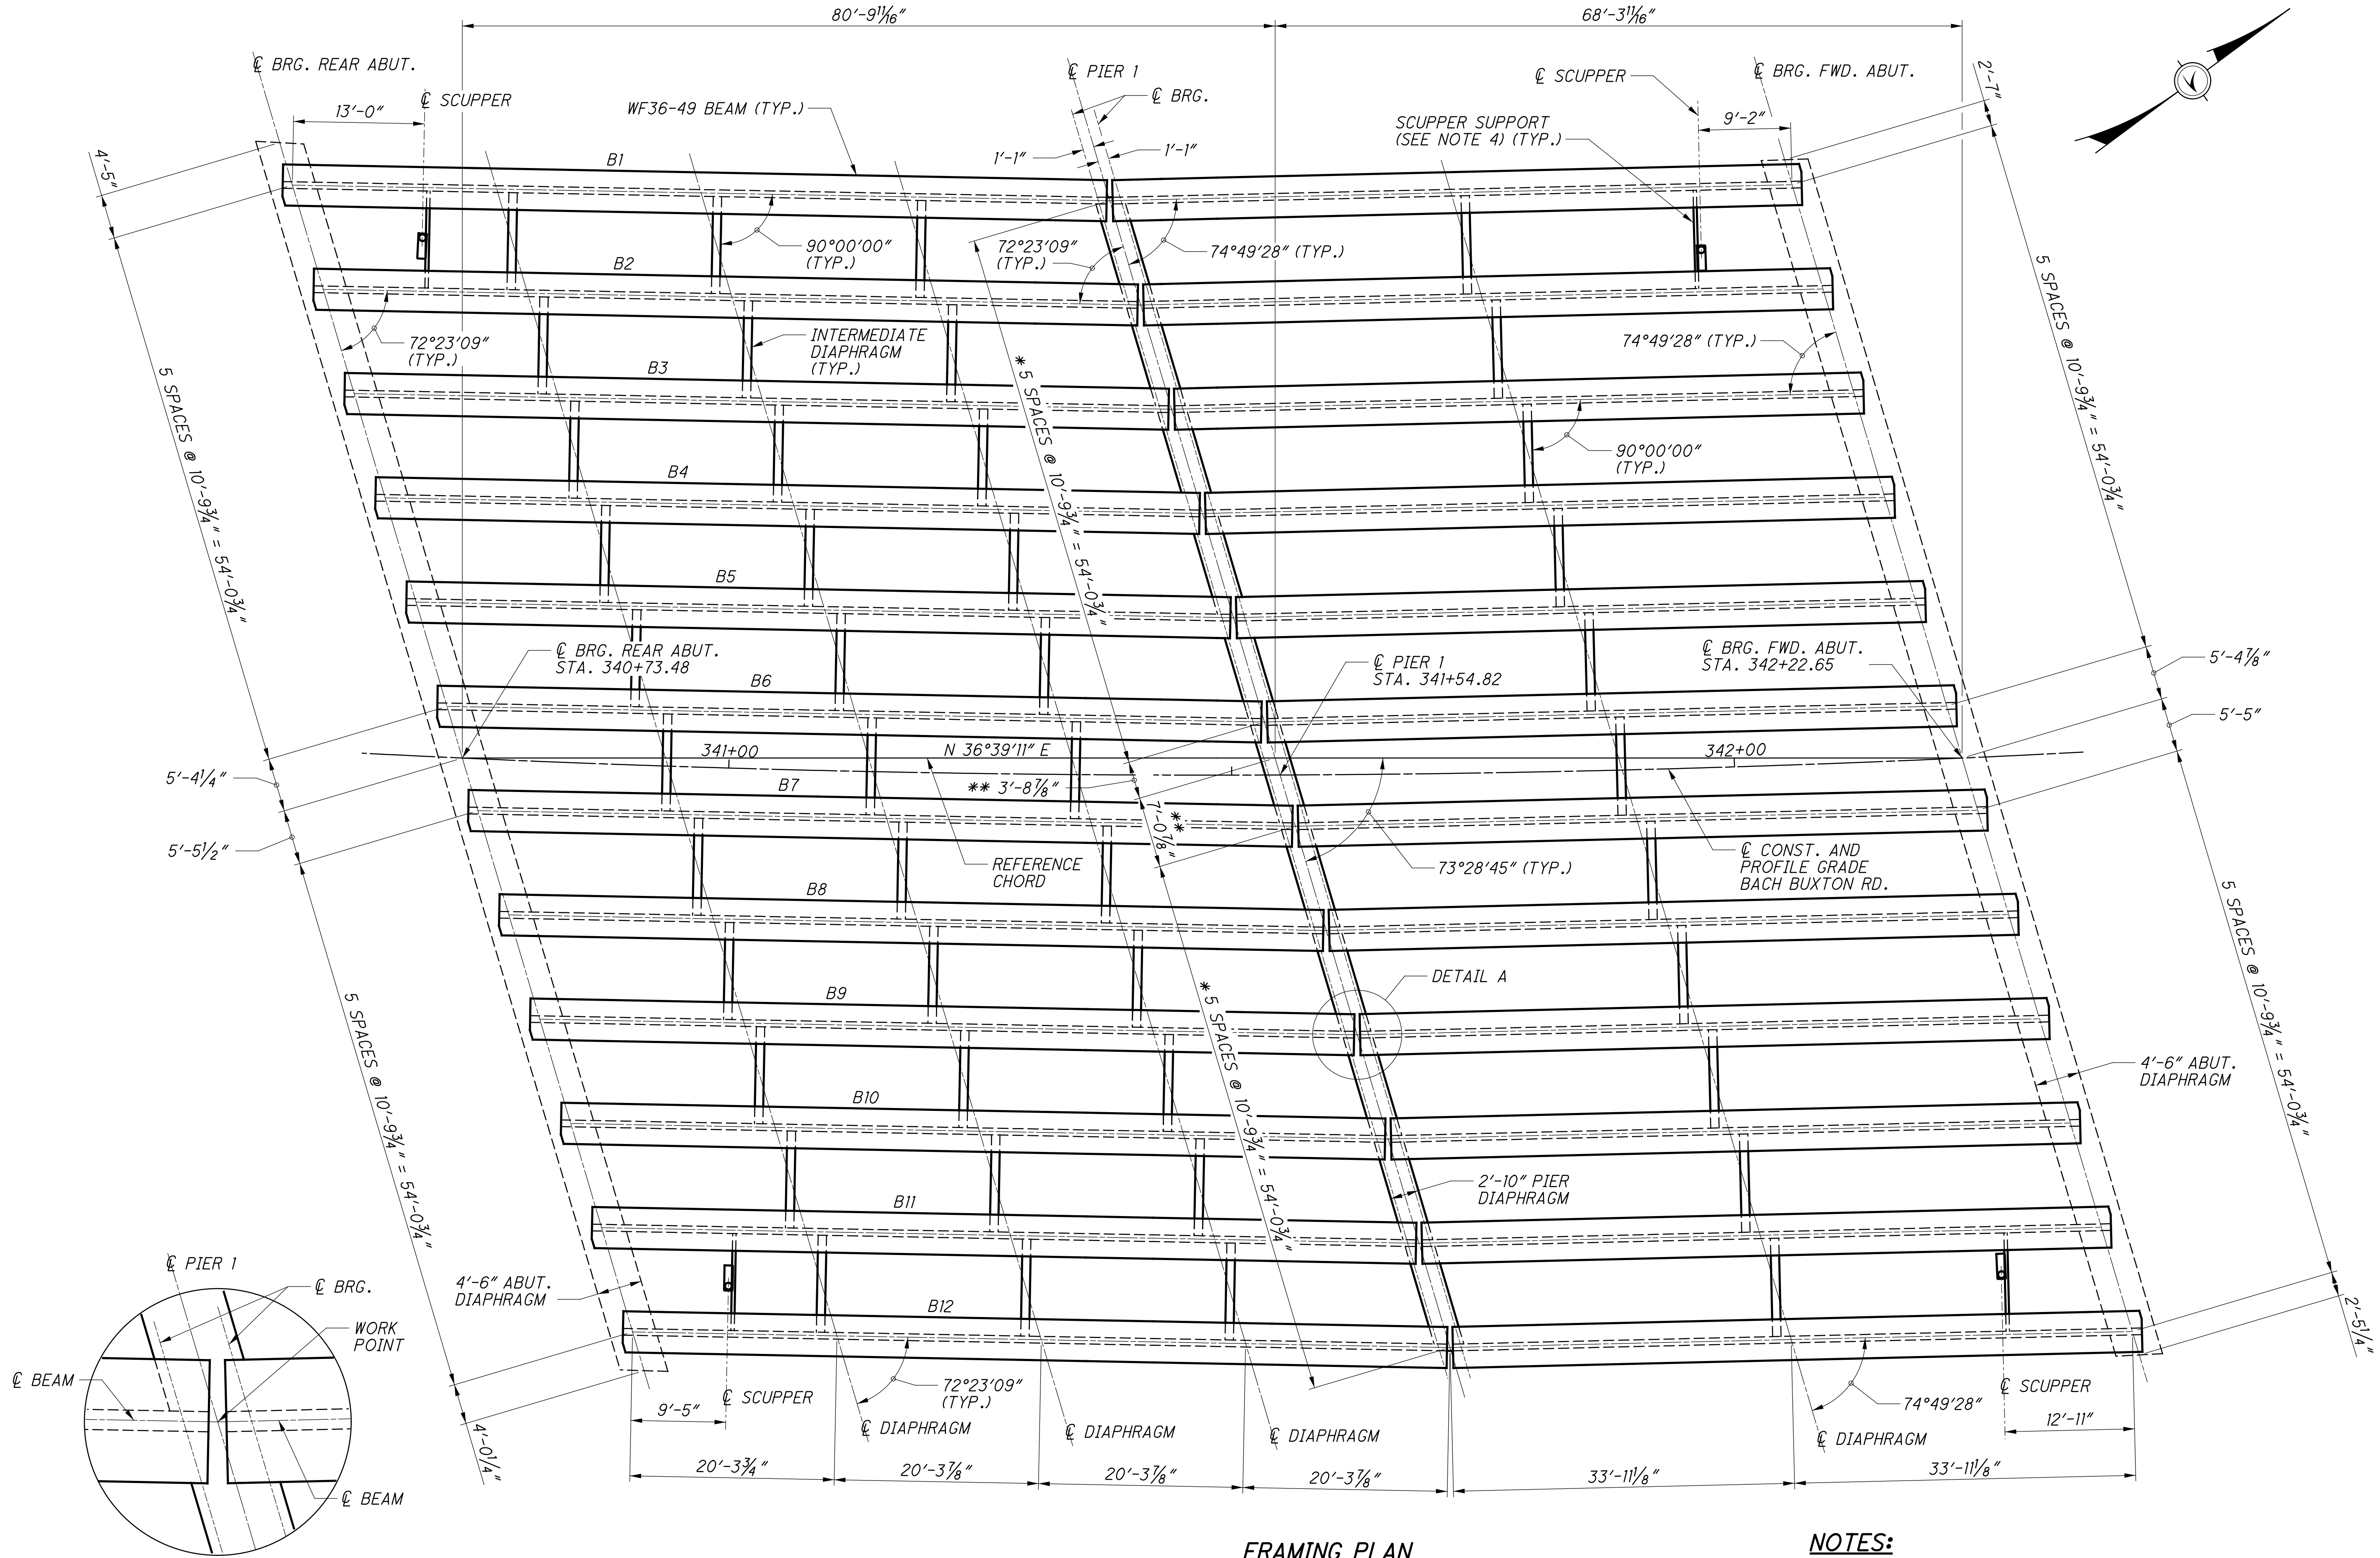 80'-9 11/16"
68'-3 11/16"
℄ BRG. REAR ABUT.
℄ SCUPPER
13'-0"
WF36-49 BEAM (TYP.)
℄ PIER 1
℄ BRG.
1'-1"
1'-1"
℄ SCUPPER
℄ BRG. FWD. ABUT.
SCUPPER SUPPORT
(SEE NOTE 4) (TYP.)
9'-2"
2'-7"
4'-5"
B1
90°00'00"
(TYP.)
72°23'09"
(TYP.)
74°49'28" (TYP.)
B2
72°23'09"
(TYP.)
INTERMEDIATE
DIAPHRAGM
(TYP.)
74°49'28" (TYP.)
5 SPACES @ 10'-9 3/4" = 54'-0 3/4"
5 SPACES @ 10'-9 3/4" = 54'-0 3/4"
* 5 SPACES @ 10'-9 3/4" = 54'-0 3/4"
B3
90°00'00"
(TYP.)
B4
B5
℄ BRG. REAR ABUT.
STA. 340+73.48
℄ PIER 1
STA. 341+54.82
℄ BRG. FWD. ABUT.
STA. 342+22.65
5'-4 7/8"
5'-5"
B6
341+00
N 36°39'11" E
342+00
5'-4 1/4"
5'-5 1/2"
** 3'-8 7/8"
**
7'-0 7/8"
B7
REFERENCE
CHORD
73°28'45" (TYP.)
℄ CONST. AND
PROFILE GRADE
BACH BUXTON RD.
B8
DETAIL A
5 SPACES @ 10'-9 3/4" = 54'-0 3/4"
* 5 SPACES @ 10'-9 3/4" = 54'-0 3/4"
5 SPACES @ 10'-9 3/4" = 54'-0 3/4"
B9
4'-6" ABUT.
DIAPHRAGM
B10
2'-10" PIER
DIAPHRAGM
B11
4'-6" ABUT.
DIAPHRAGM
B12
2'-5 1/4"
℄ PIER 1
℄ BRG.
WORK
POINT
℄ BEAM
℄ BEAM
4'-0 1/4"
9'-5"
℄ SCUPPER
72°23'09"
(TYP.)
℄ DIAPHRAGM
℄ DIAPHRAGM
℄ DIAPHRAGM
74°49'28"
℄ DIAPHRAGM
℄ SCUPPER
12'-11"
20'-3 3/4"
20'-3 7/8"
20'-3 7/8"
20'-3 7/8"
33'-11 1/8"
33'-11 1/8"
FRAMING PLAN
NOTES: